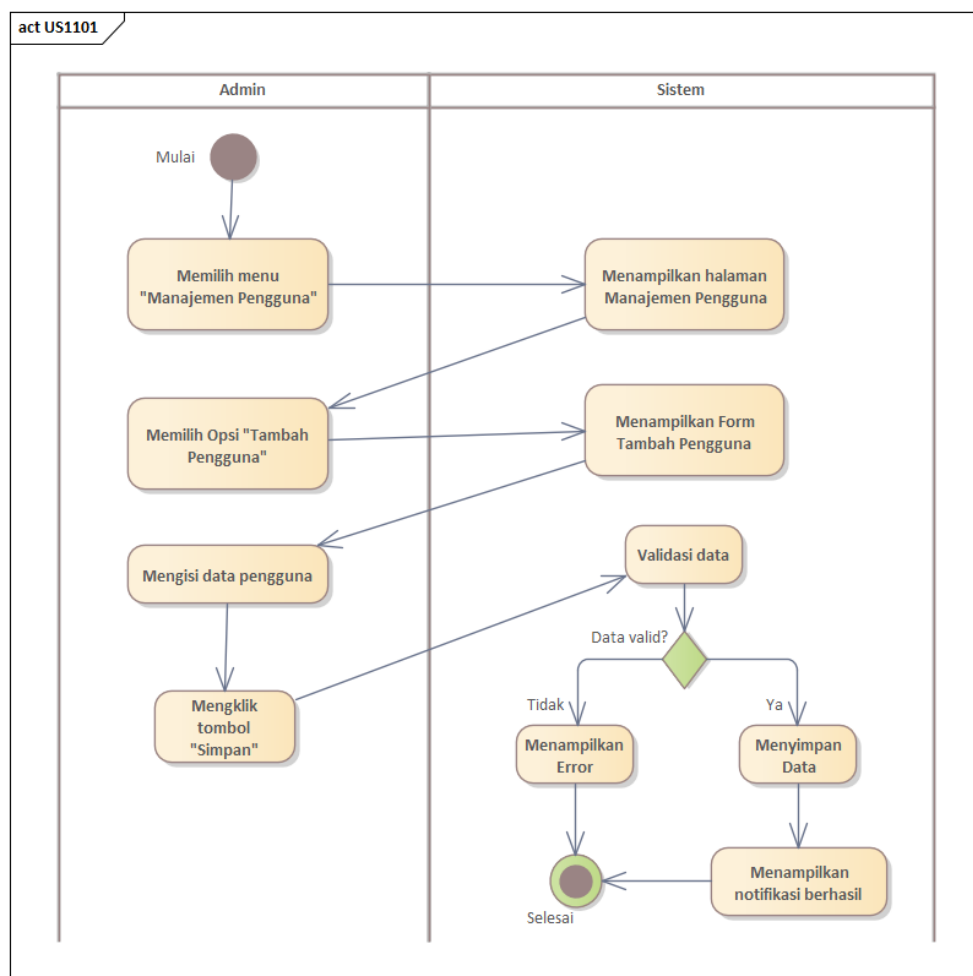 act US1101
Admin
Sistem
Mulai
Memilih menu
"Manajemen Pengguna"
Menampilkan halaman
Manajemen Pengguna
Memilih Opsi "Tambah
Pengguna"
Menampilkan Form
Tambah Pengguna
Mengisi data pengguna
Validasi data
Data valid?
Mengklik
tombol
"Simpan"
Tidak
Ya
Menampilkan
Error
Menyimpan
Data
Menampilkan
notifikasi berhasil
Selesai